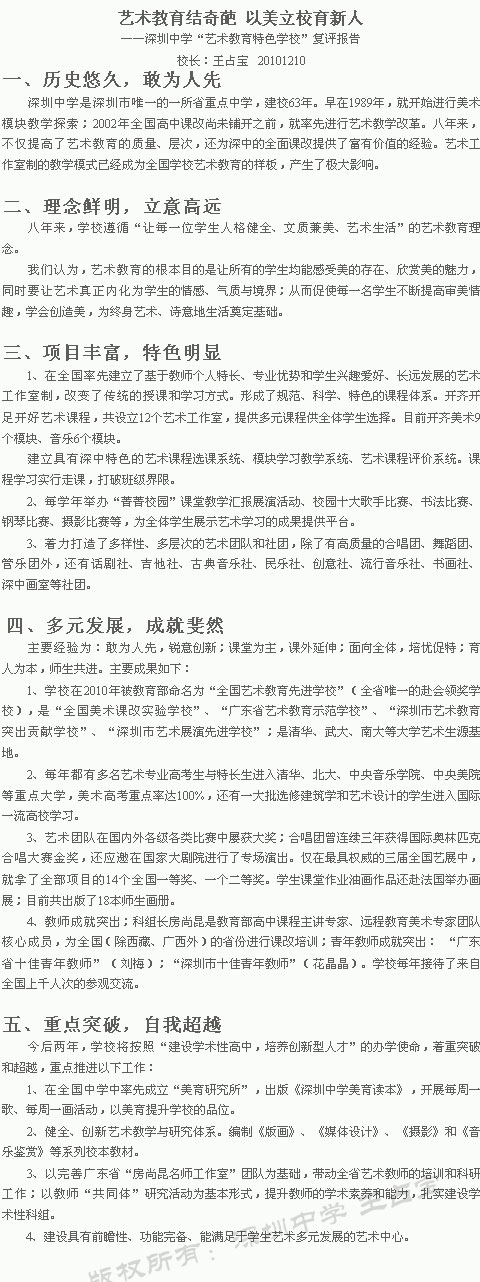 艺术教育结奇葩 以美立校育新人
——深圳中学“艺术教育特色学校”复评报告
校长：王占宝 20101210
一、历史悠久，敢为人先
深圳中学是深圳市唯一的一所省重点中学，建校63年。早在1989年，就开始进行美术
模块教学探索；2002年全国高中课改尚未铺开之前，就率先进行艺术教学改革。八年来，
不仅提高了艺术教育的质量、层次，还为深中的全面课改提供了富有价值的经验。艺术工
作室制的教学模式已经成为全国学校艺术教育的样板，产生了极大影响。
二、理念鲜明，立意高远
八年来，学校遵循“让每一位学生人格健全、文质兼美、艺术生活”的艺术教育理
念。
我们认为，艺术教育的根本目的是让所有的学生均能感受美的存在、欣赏美的魅力，
同时要让艺术真正内化为学生的情感、气质与境界；从而促使每一名学生不断提高审美情
趣，学会创造美，为终身艺术、诗意地生活奠定基础。
三、项目丰富，特色明显
1、在全国率先建立了基于教师个人特长、专业优势和学生兴趣爱好、长远发展的艺术
工作室制，改变了传统的授课和学习方式。形成了规范、科学、特色的课程体系。开齐开
足开好艺术课程，共设立12个艺术工作室，提供多元课程供全体学生选择。目前开齐美术9
个模块、音乐6个模块。
建立具有深中特色的艺术课程选课系统、模块学习教学系统、艺术课程评价系统。课
程学习实行走课，打破班级界限。
2、每学年举办“菁菁校园”课堂教学汇报展演活动、校园十大歌手比赛、书法比赛、
钢琴比赛、摄影比赛等，为全体学生展示艺术学习的成果提供平台。
3、着力打造了多样性、多层次的艺术团队和社团，除了有高质量的合唱团、舞蹈团、
管乐团外，还有话剧社、吉他社、古典音乐社、民乐社、创意社、流行音乐社、书画社、
深中画室等社团。
四、多元发展，成就斐然
主要经验为：敢为人先，锐意创新；课堂为主，课外延伸；面向全体，培优促特；育
人为本，师生共进。主要成果如下：
1、学校在2010年被教育部命名为“全国艺术教育先进学校”（全省唯一的赴会领奖学
校），是“全国美术课改实验学校”、“广东省艺术教育示范学校”、“深圳市艺术教育
突出贡献学校”、“深圳市艺术展演先进学校”；是清华、武大、南大等大学艺术生源基
地。
2、每年都有多名艺术专业高考生与特长生进入清华、北大、中央音乐学院、中央美院
等重点大学，美术高考重点率达100%，还有一大批选修建筑学和艺术设计的学生进入国际
一流高校学习。
3、艺术团队在国内外各级各类比赛中屡获大奖；合唱团曾连续三年获得国际奥林匹克
合唱大赛金奖，还应邀在国家大剧院进行了专场演出。仅在最具权威的三届全国艺展中，
就拿了全部项目的14个全国一等奖、一个二等奖。学生课堂作业油画作品还赴法国举办画
展；目前共出版了18本师生画册。
4、教师成就突出；科组长房尚昆是教育部高中课程主讲专家、远程教育美术专家团队
核心成员，为全国（除西藏、广西外）的省份进行课改培训；青年教师成就突出： “广东
省十佳青年教师”（刘梅）；“深圳市十佳青年教师”（花晶晶）。学校每年接待了来自
全国上千人次的参观交流。
五、重点突破，自我超越
今后两年，学校将按照“建设学术性高中，培养创新型人才”的办学使命，着重突破
和超越，重点推进以下工作：
1、在全国中学中率先成立“美育研究所”，出版《深圳中学美育读本》，开展每周一
歌、每周一画活动，以美育提升学校的品位。
2、健全、创新艺术教学与研究体系。编制《版画》、《媒体设计》、《摄影》和《音
乐鉴赏》等系列校本教材。
3、以完善广东省“房尚昆名师工作室”团队为基础，带动全省艺术教师的培训和科研
工作；以教师“共同体”研究活动为基本形式，提升教师的学术素养和能力，扎实建设学
术性科组。
4、建设具有前瞻性、功能完备、能满足于学生艺术多元发展的艺术中心。
版权所有：深圳中学 王占宝